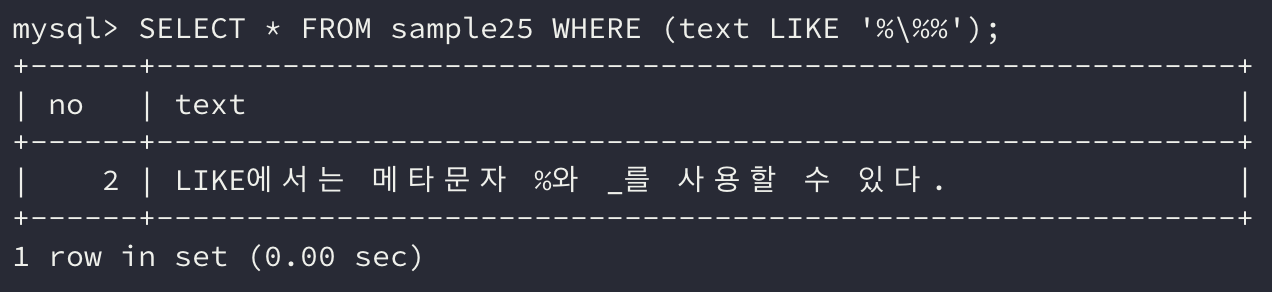 mysql> SELECT * FROM sample25 WHERE (text LIKE '%\%%');
+------+------------------------------------------------------------+
| no   | text                                                       |
+------+------------------------------------------------------------+
|    2 | LIKE에서는 메타문자 %와 _를 사용할 수 있다.                |
+------+------------------------------------------------------------+
1 row in set (0.00 sec)